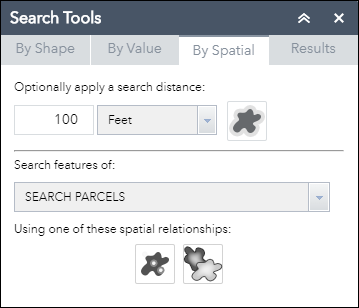 Search Tools
By Shape By Value By Spatial Results
Optionally apply a search distance:
100 Feet
Search features of:
SEARCH PARCELS
Using one of these spatial relationships: